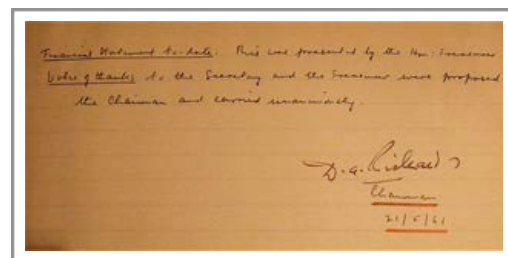 Financial Statement to-date. This was presented by the Hon: Treasurer
Votes of thanks to the Secretary and the Treasurer were proposed
the Chairman and carried unanimously.
D. A. Richards
Chairman
21/5/61